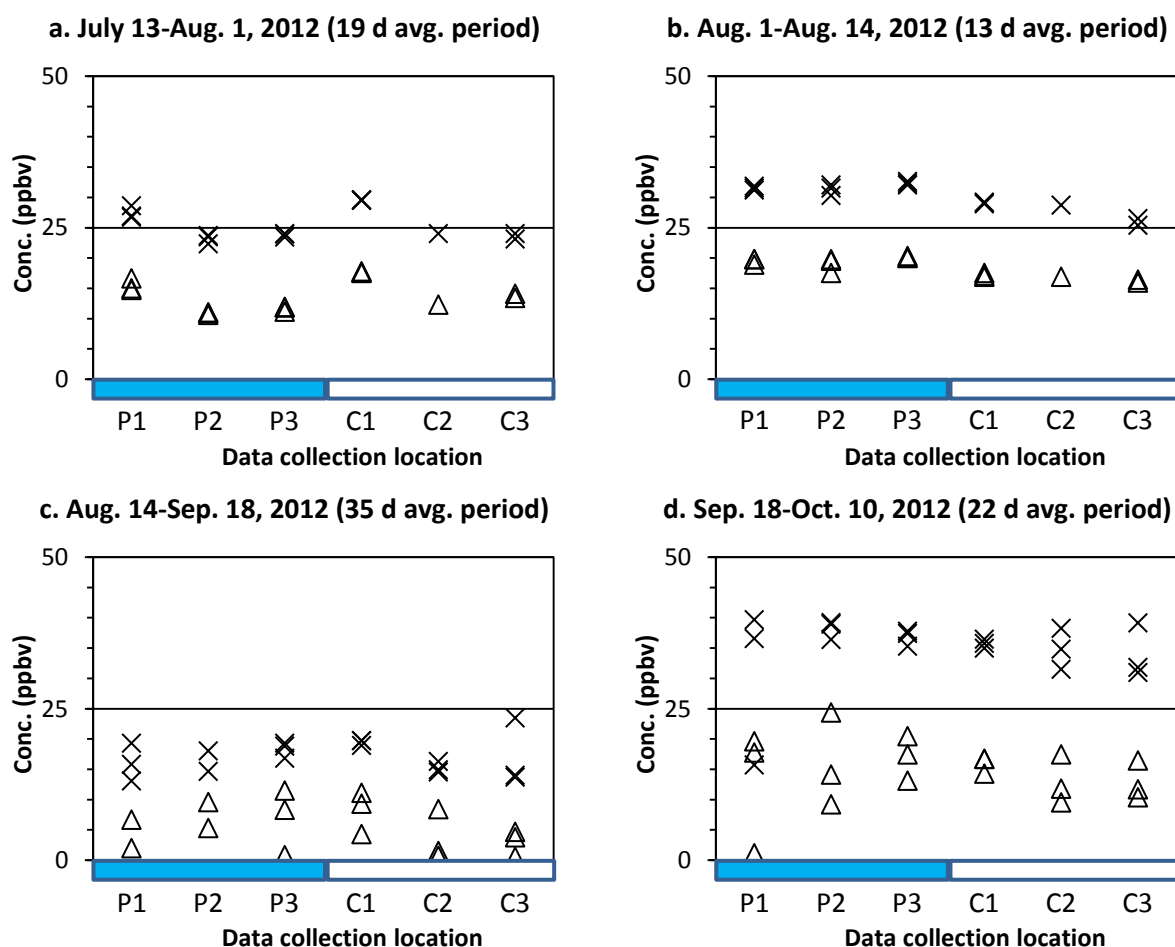 a. July 13-Aug. 1, 2012 (19 d avg. period)
50
25
0
Conc. (ppbv)
P1 P2 P3 C1 C2 C3
Data collection location
b. Aug. 1-Aug. 14, 2012 (13 d avg. period)
50
25
0
Conc. (ppbv)
P1 P2 P3 C1 C2 C3
Data collection location
c. Aug. 14-Sep. 18, 2012 (35 d avg. period)
50
25
0
Conc. (ppbv)
P1 P2 P3 C1 C2 C3
Data collection location
d. Sep. 18-Oct. 10, 2012 (22 d avg. period)
50
25
0
Conc. (ppbv)
P1 P2 P3 C1 C2 C3
Data collection location